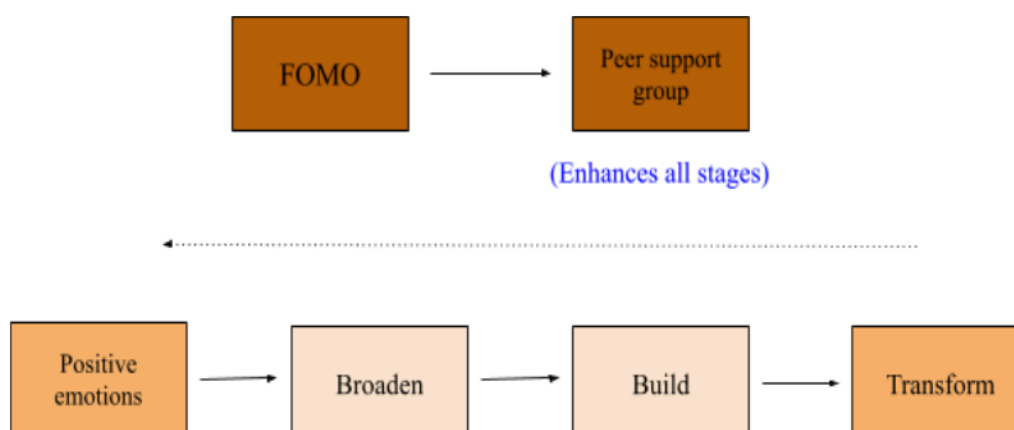 FOMO
Peer support
group
(Enhances all stages)
Positive
emotions
Broaden
Build
Transform